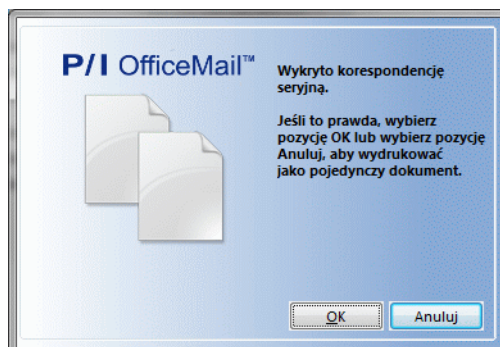 P/I OfficeMail™
Wykryto korespondencję
seryjną.
Jeśli to prawda, wybierz
pozycję OK lub wybierz pozycję
Anuluj, aby wydrukować
jako pojedynczy dokument.
OK
Anuluj